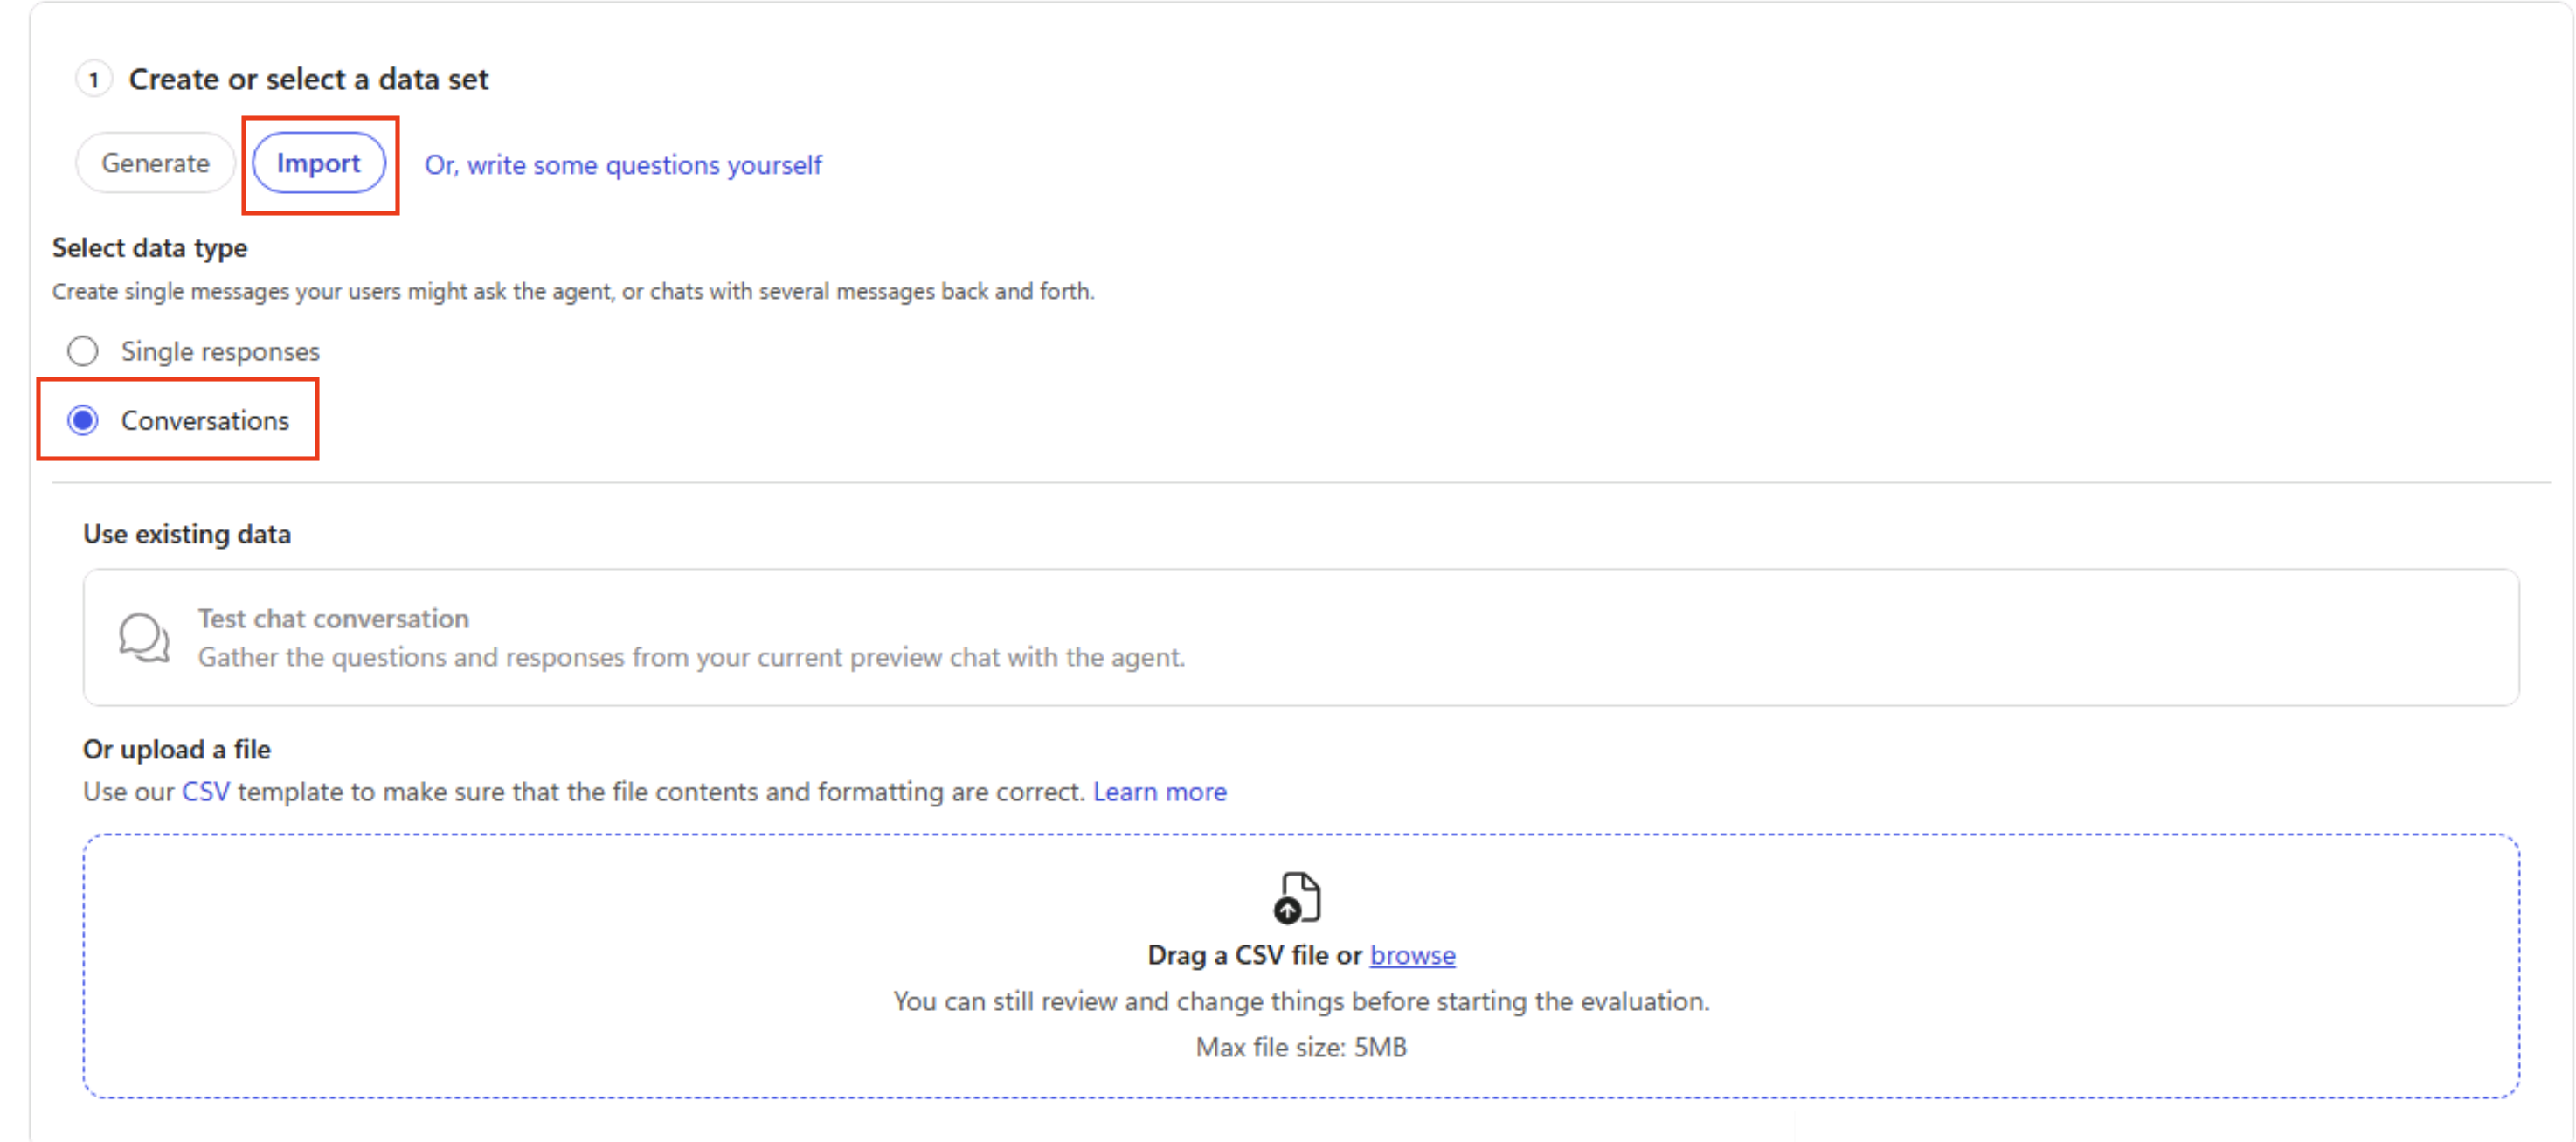 1 Create or select a data set
Generate Import Or, write some questions yourself
Select data type
Create single messages your users might ask the agent, or chats with several messages back and forth.
Single responses
Conversations
Use existing data
Test chat conversation
Gather the questions and responses from your current preview chat with the agent.
Or upload a file
Use our CSV template to make sure that the file contents and formatting are correct. Learn more
Drag a CSV file or browse
You can still review and change things before starting the evaluation.
Max file size: 5MB